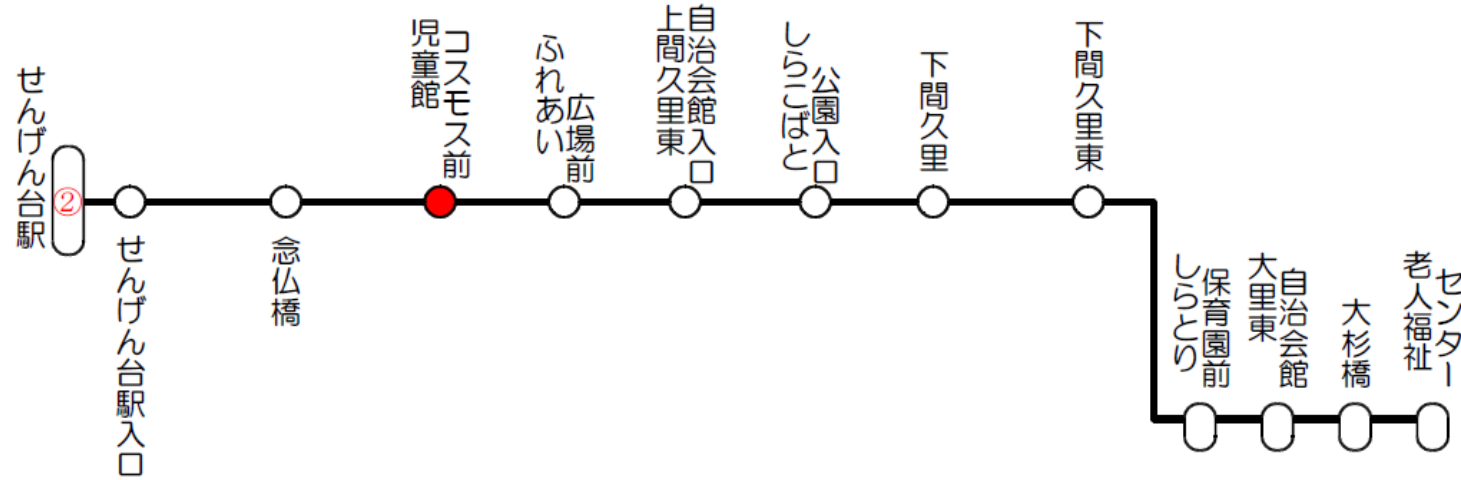 せんげん台駅
②
せんげん台駅入口
念仏橋
児童館
コスモス前
ふれあい
広場前
上間久里東
自治会館入口
しらこばと
公園入口
下間久里
下間久里東
しらとり
保育園前
大里東
自治会館
大杉橋
老人福祉
センター